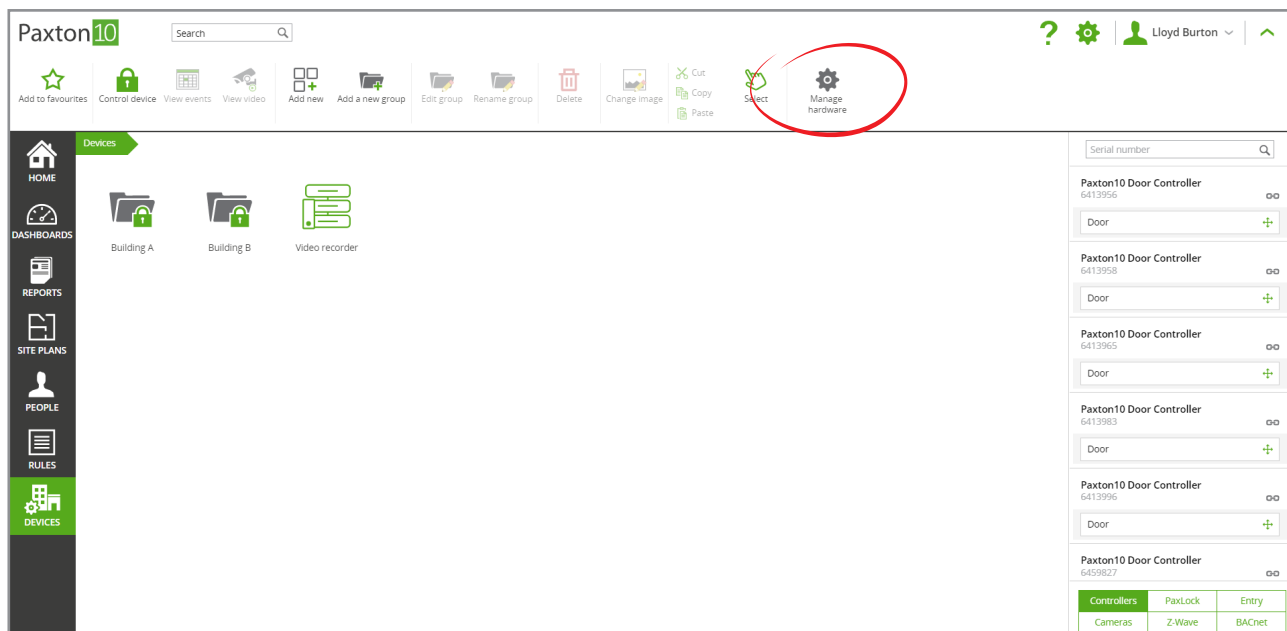 Paxton 10
Search
Lloyd Burton
Add to favourites
Control device
View events
View video
Add new
Add a new group
Edit group
Rename group
Delete
Change image
Cut
Copy
Paste
Select
Manage
hardware
HOME
DASHBOARDS
REPORTS
SITE PLANS
PEOPLE
RULES
DEVICES
Devices
Building A
Building B
Video recorder
Serial number
Paxton10 Door Controller
6413956
Door
Paxton10 Door Controller
6413958
Door
Paxton10 Door Controller
6413965
Door
Paxton10 Door Controller
6413983
Door
Paxton10 Door Controller
6413996
Door
Paxton10 Door Controller
6459827
Controllers PaxLock Entry
Cameras Z-Wave BACnet